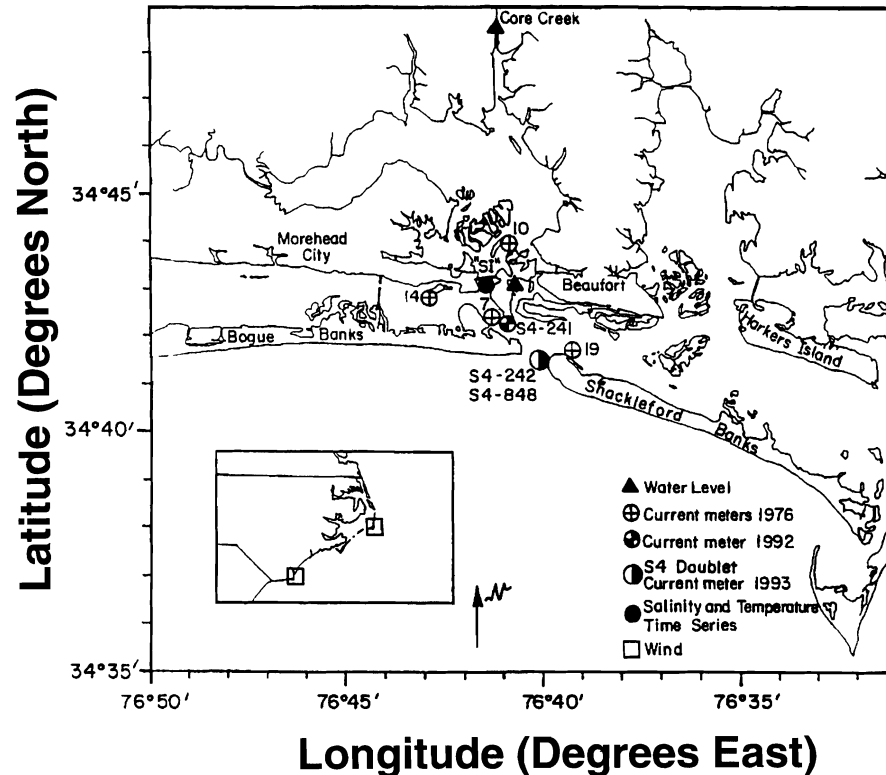 Core Creek
34°45′
10
Morehead
City
"S1"
Beaufort
14
7
S4-241
Bogue Banks
19
Harkers Island
S4-242
S4-848
Shackleford
Banks
34°40′
Water Level
Current meters 1976
Current meter 1992
S4 Doublet
Current meter 1993
Salinity and Temperature
Time Series
Wind
N
34°35′
76°50′
76°45′
76°40′
76°35′
Latitude (Degrees North)
Longitude (Degrees East)